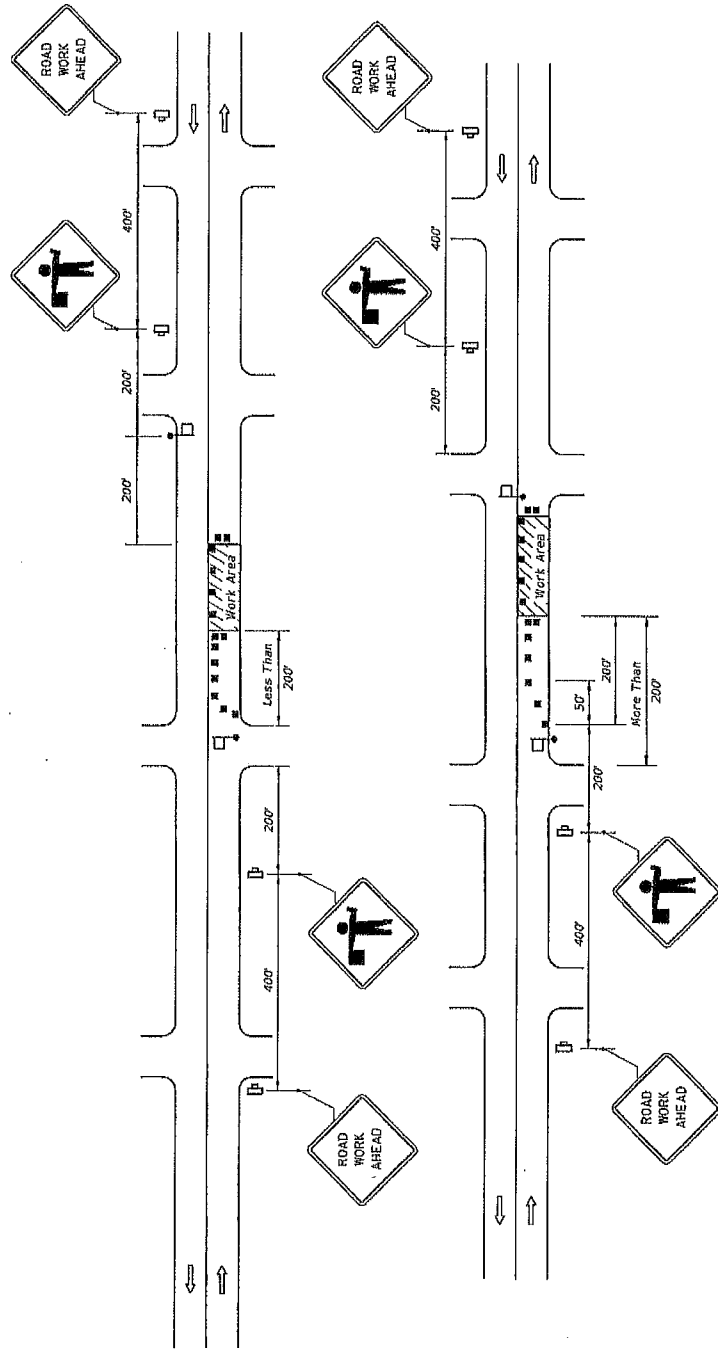 ROAD
WORK
AHEAD
400'
200'
200'
Work Area
Less Than
200'
200'
400'
ROAD
WORK
AHEAD
ROAD
WORK
AHEAD
400'
200'
Work Area
50'
200'
More Than
200'
200'
400'
ROAD
WORK
AHEAD